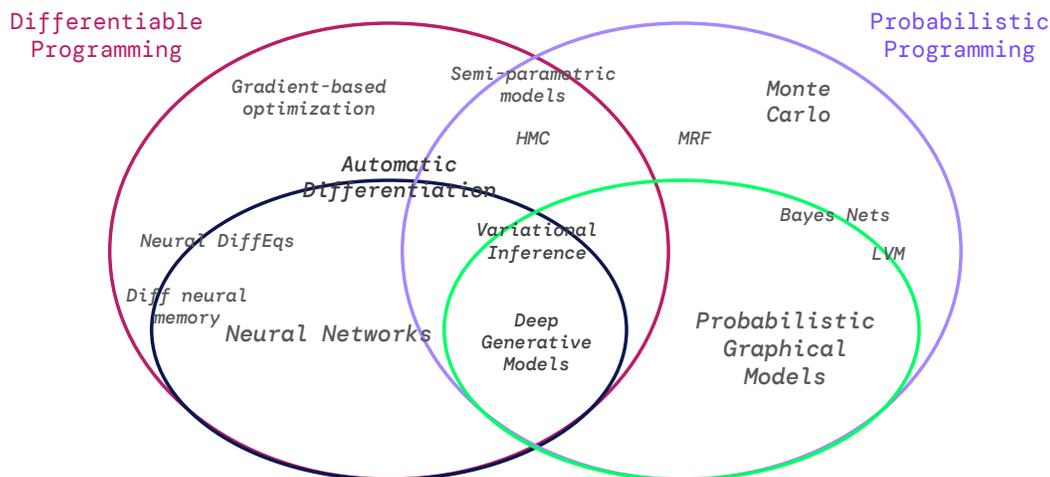 Differentiable
Programming
Probabilistic
Programming
Gradient-based
optimization
Semi-parametric
models
Monte
Carlo
HMC
MRF
Automatic
Differentiation
Neural DiffEqs
Variational
Inference
Bayes Nets
LVM
Diff neural
memory
Neural Networks
Deep
Generative
Models
Probabilistic
Graphical
Models